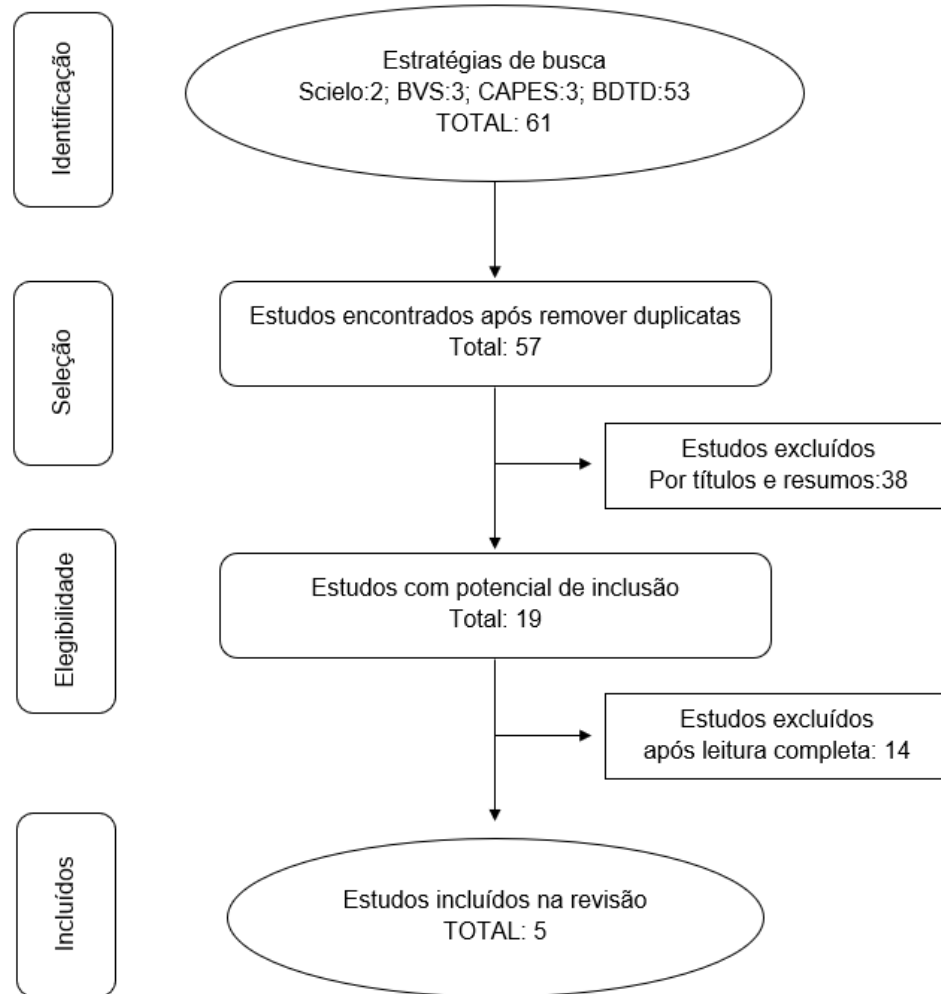 Identificação
Estratégias de busca
Scielo:2; BVS:3; CAPES:3; BDTD:53
TOTAL: 61
Seleção
Estudos encontrados após remover duplicatas
Total: 57
Estudos excluídos
Por títulos e resumos:38
Elegibilidade
Estudos com potencial de inclusão
Total: 19
Estudos excluídos
após leitura completa: 14
Incluídos
Estudos incluídos na revisão
TOTAL: 5